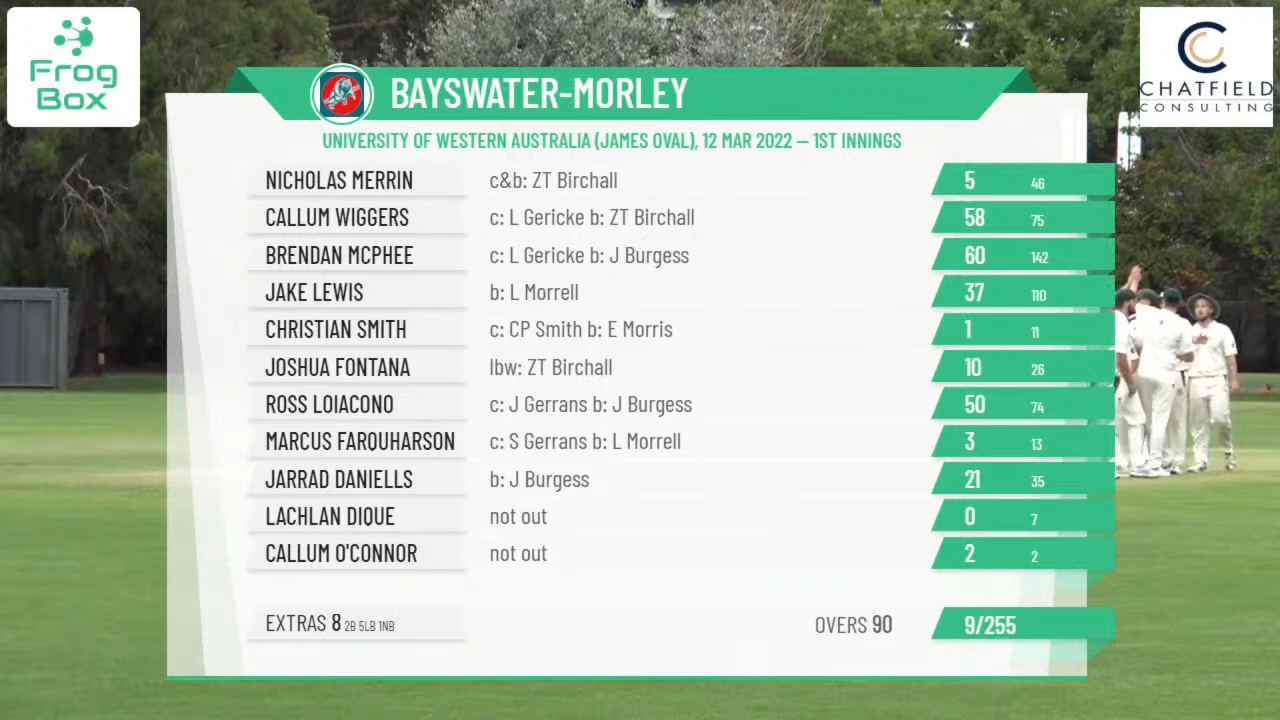 Frog
Box
CHATFIELD
CONSULTING
BAYSWATER-MORLEY
UNIVERSITY OF WESTERN AUSTRALIA (JAMES OVAL), 12 MAR 2022 – 1ST INNINGS
NICHOLAS MERRIN c&b: ZT Birchall 5 46
CALLUM WIGGERS c: L Gericke b: ZT Birchall 58 75
BRENDAN MCPHEE c: L Gericke b: J Burgess 60 142
JAKE LEWIS b: L Morrell 37 110
CHRISTIAN SMITH c: CP Smith b: E Morris 1 11
JOSHUA FONTANA lbw: ZT Birchall 10 26
ROSS LOIACONO c: J Gerrans b: J Burgess 50 74
MARCUS FARQUHARSON c: S Gerrans b: L Morrell 3 13
JARRAD DANIELLS b: J Burgess 21 35
LACHLAN DIQUE not out 0 7
CALLUM O'CONNOR not out 2 2
EXTRAS 8 2B 5LB 1NB OVERS 90 9/255